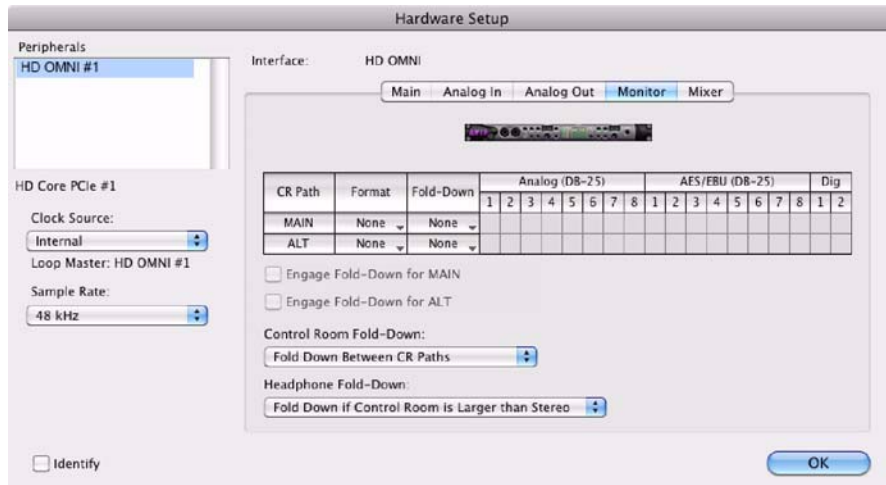 Hardware Setup
Peripherals
HD OMNI #1
HD Core PCIe #1
Clock Source:
Internal
Loop Master: HD OMNI #1
Sample Rate:
48 kHz
Identify
Interface: HD OMNI
Main Analog In Analog Out Monitor Mixer
CR Path Format Fold-Down Analog (DB-25) AES/EBU (DB-25) Dig
1 2 3 4 5 6 7 8 1 2 3 4 5 6 7 8 1 2
MAIN None None
ALT None None
Engage Fold-Down for MAIN
Engage Fold-Down for ALT
Control Room Fold-Down:
Fold Down Between CR Paths
Headphone Fold-Down:
Fold Down if Control Room is Larger than Stereo
OK